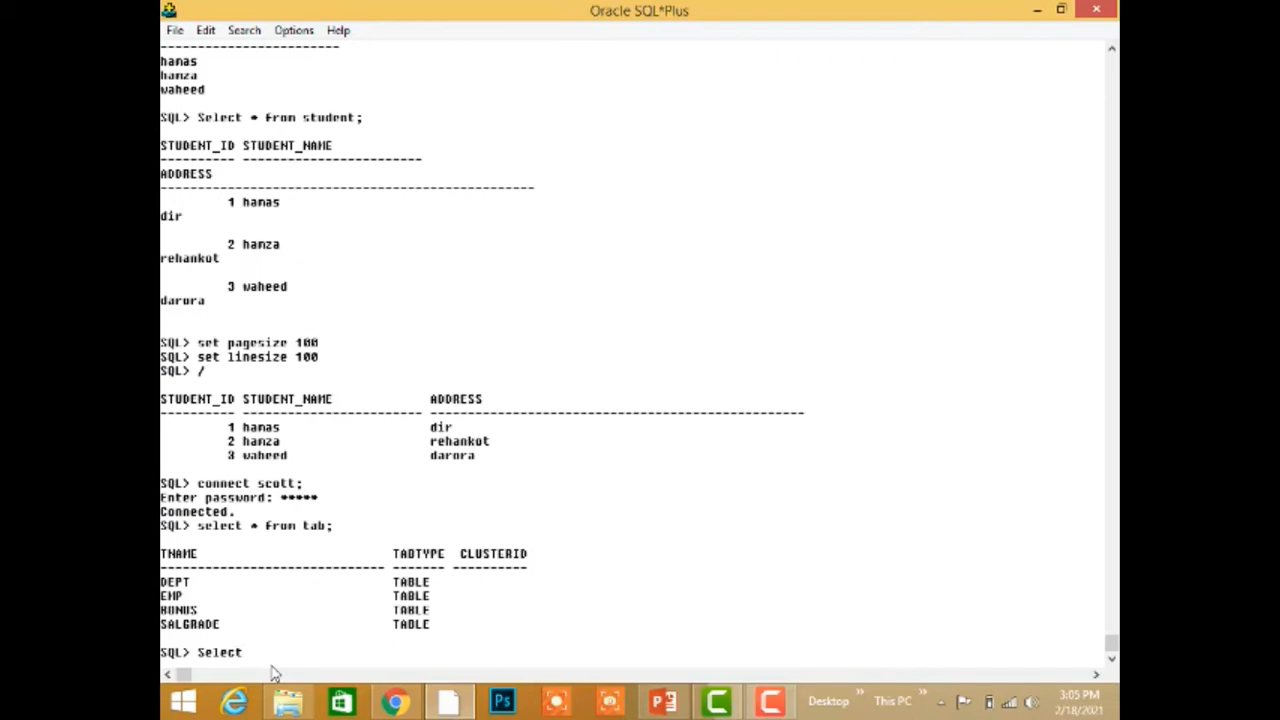 Oracle SQL*Plus
File Edit Search Options Help
------------------------
hamas
hamza
waheed
SQL> Select * from student;
STUDENT_ID STUDENT_NAME
---------- ------------------------
ADDRESS
--------------------------------------------------
1 hamas
dir
2 hamza
rehankot
3 waheed
darora
SQL> set pagesize 100
SQL> set linesize 100
SQL> /
STUDENT_ID STUDENT_NAME ADDRESS
---------- ------------------------ --------------------------------------------------
1 hamas dir
2 hamza rehankot
3 waheed darora
SQL> connect scott;
Enter password: *****
Connected.
SQL> select * from tab;
TNAME TABTYPE CLUSTERID
------------------------------ ------- ----------
DEPT TABLE
EMP TABLE
BONUS TABLE
SALGRADE TABLE
SQL> Select
Ps
Desktop » This PC »
3:05 PM
2/18/2021